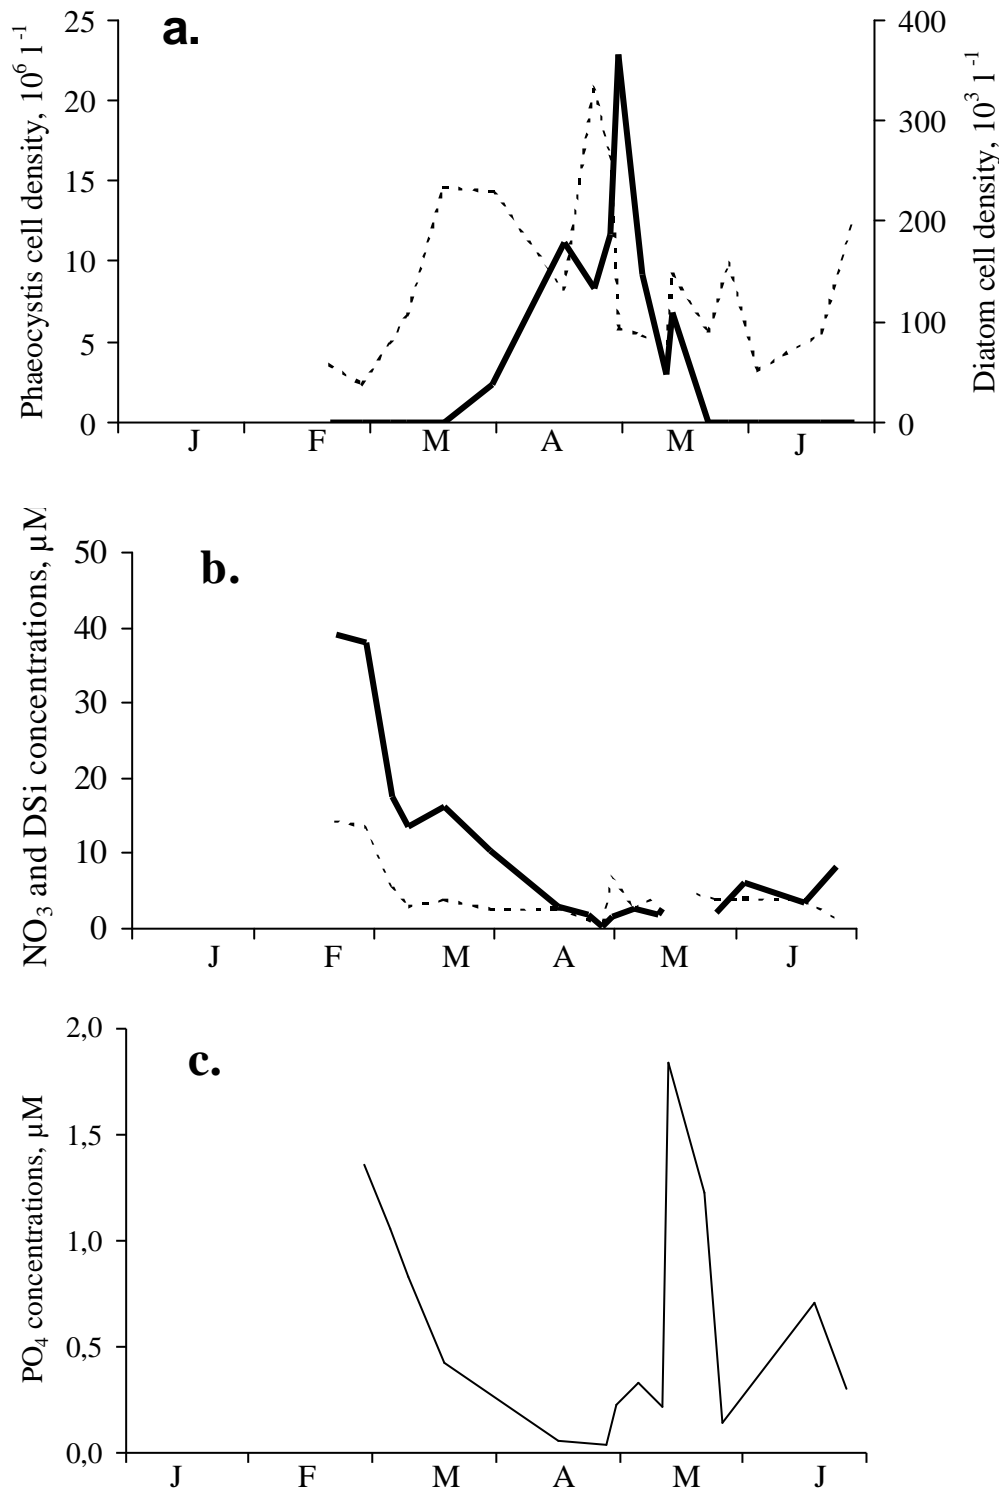 a.
Phaeocystis cell density, 10⁶ l⁻¹
25
20
15
10
5
0
400
300
200
100
0
Diatom cell density, 10³ l⁻¹
J F M A M J
b.
NO₃ and DSi concentrations, µM
50
40
30
20
10
0
J F M A M J
c.
PO₄ concentrations, µM
2,0
1,5
1,0
0,5
0,0
J F M A M J